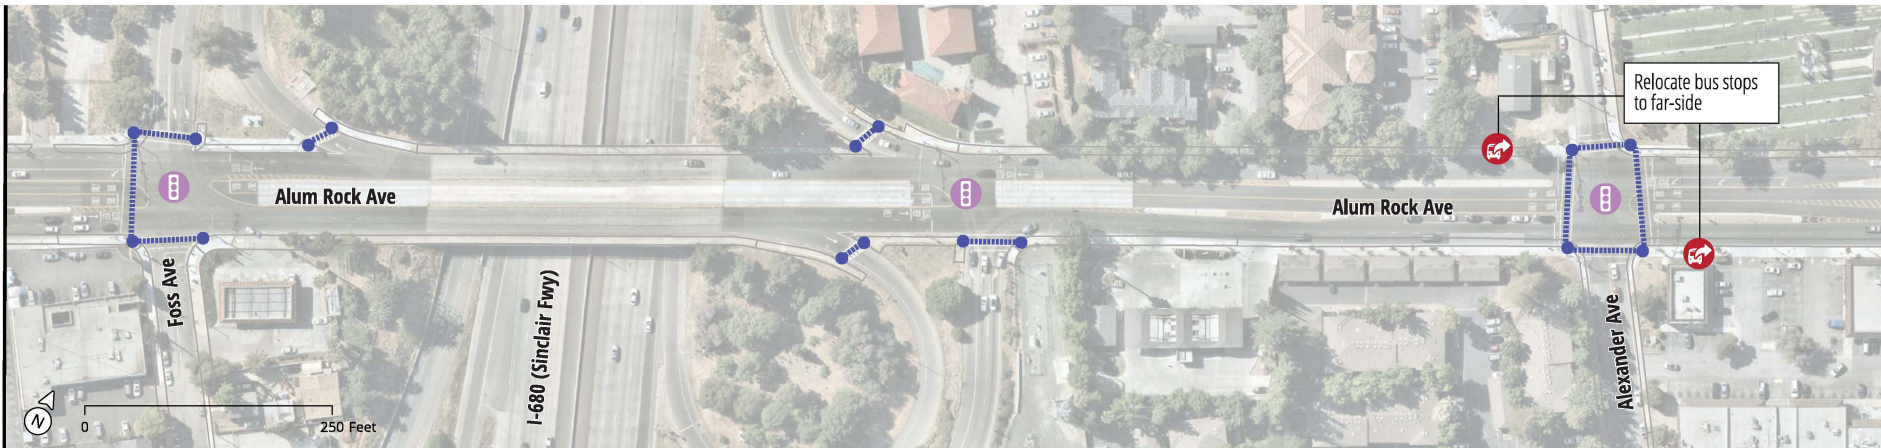 Relocate bus stops
to far-side
Alum Rock Ave
Alum Rock Ave
Foss Ave
I-680 (Sinclair Fwy)
Alexander Ave
N
0
250 Feet